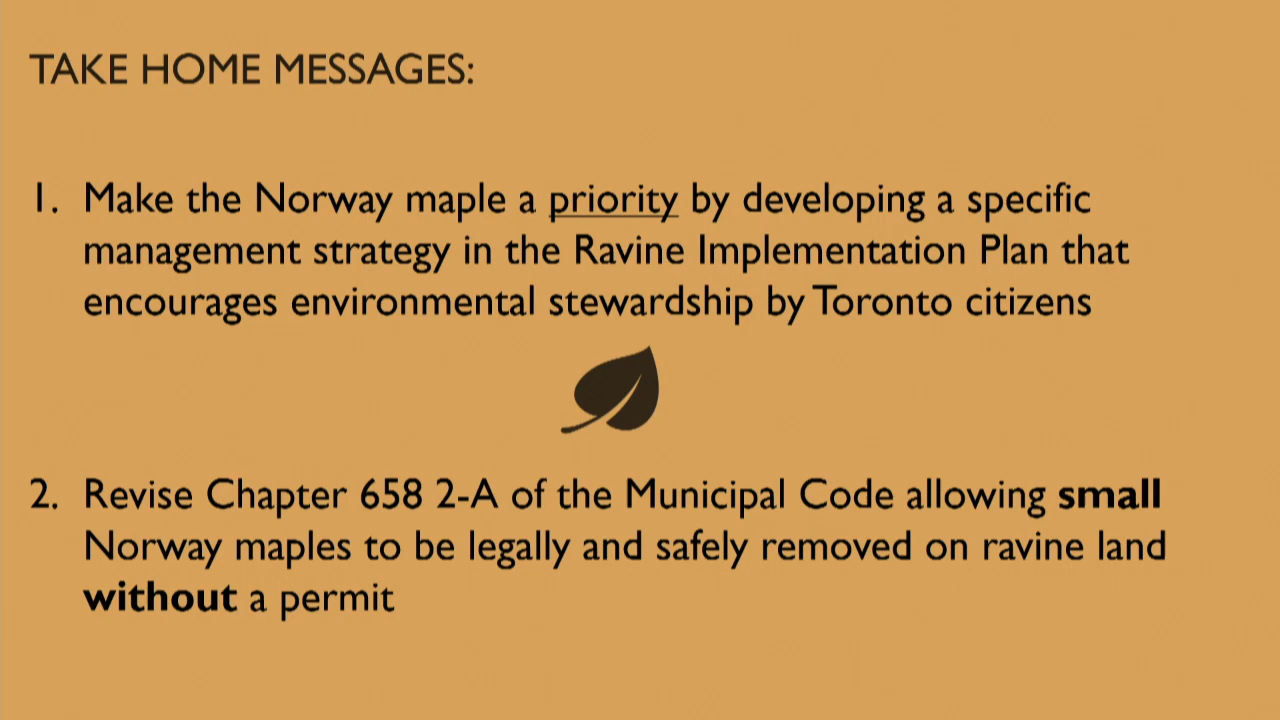 TAKE HOME MESSAGES:
1. Make the Norway maple a priority by developing a specific
management strategy in the Ravine Implementation Plan that
encourages environmental stewardship by Toronto citizens
2. Revise Chapter 658 2-A of the Municipal Code allowing small
Norway maples to be legally and safely removed on ravine land
without a permit